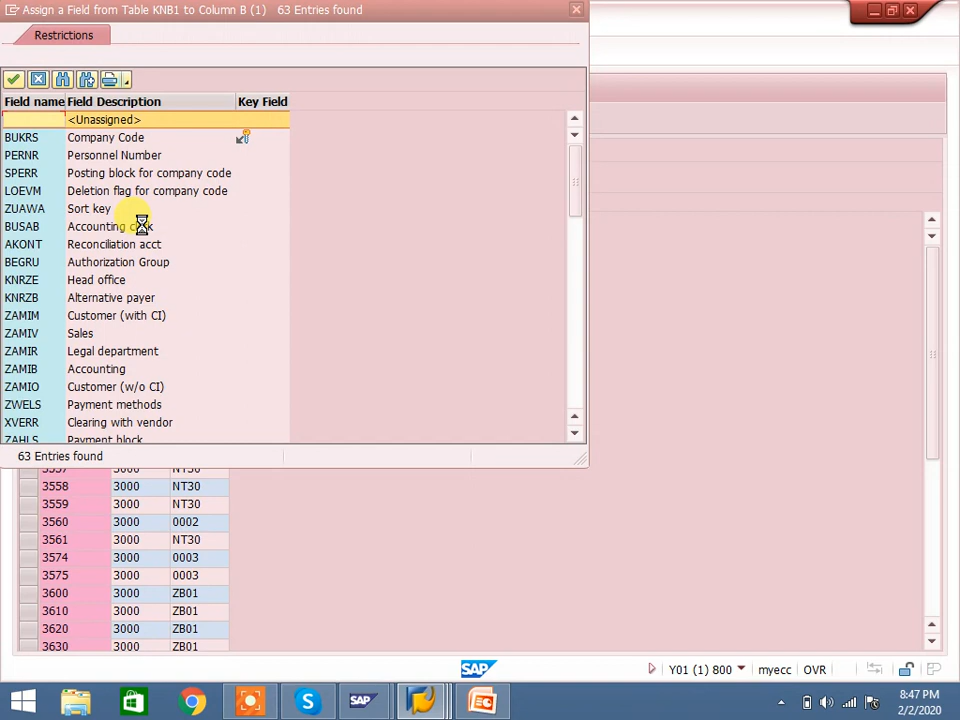 Assign a Field from Table KNB1 to Column B (1)    63 Entries found
Restrictions
Field name Field Description Key Field
<Unassigned>
BUKRS Company Code
PERNR Personnel Number
SPERR Posting block for company code
LOEVM Deletion flag for company code
ZUAWA Sort key
BUSAB Accounting clerk
AKONT Reconciliation acct
BEGRU Authorization Group
KNRZE Head office
KNRZB Alternative payer
ZAMIM Customer (with CI)
ZAMIV Sales
ZAMIR Legal department
ZAMIB Accounting
ZAMIO Customer (w/o CI)
ZWELS Payment methods
XVERR Clearing with vendor
ZAHLS Payment block
63 Entries found
3557 3000 NT30
3558 3000 NT30
3559 3000 NT30
3560 3000 0002
3561 3000 NT30
3574 3000 0003
3575 3000 0003
3600 3000 ZB01
3610 3000 ZB01
3620 3000 ZB01
3630 3000 ZB01
SAP
Y01 (1) 800 myecc OVR
SAP
8:47 PM
2/2/2020